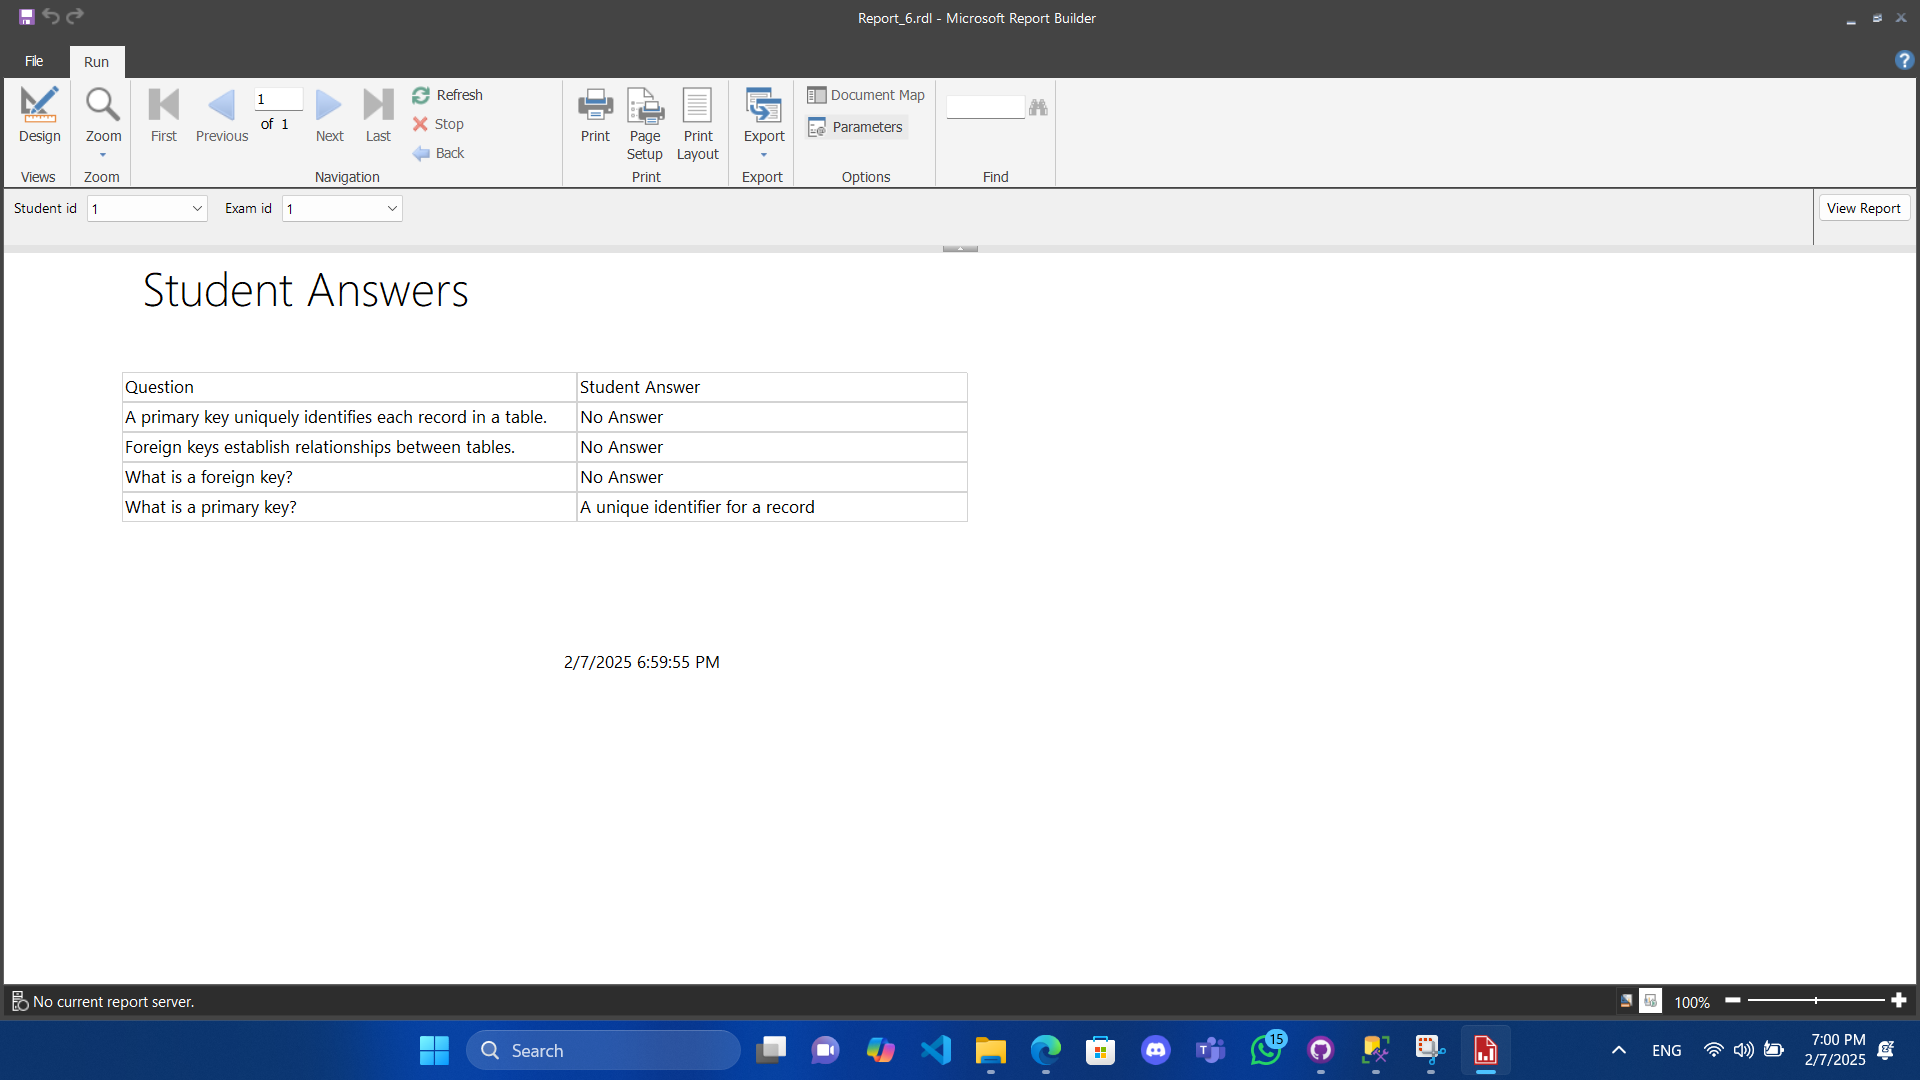 Report_6.rdl - Microsoft Report Builder
File
Run
?
Design
Zoom
First
Previous
1
of 1
Next
Last
Refresh
Stop
Back
Print
Page Setup
Print Layout
Export
Document Map
Parameters
Views
Zoom
Navigation
Print
Export
Options
Find
Student id
1
Exam id
1
View Report
Student Answers
Question
Student Answer
A primary key uniquely identifies each record in a table.
No Answer
Foreign keys establish relationships between tables.
No Answer
What is a foreign key?
No Answer
What is a primary key?
A unique identifier for a record
2/7/2025 6:59:55 PM
No current report server.
100%
Search
15
ENG
7:00 PM
2/7/2025